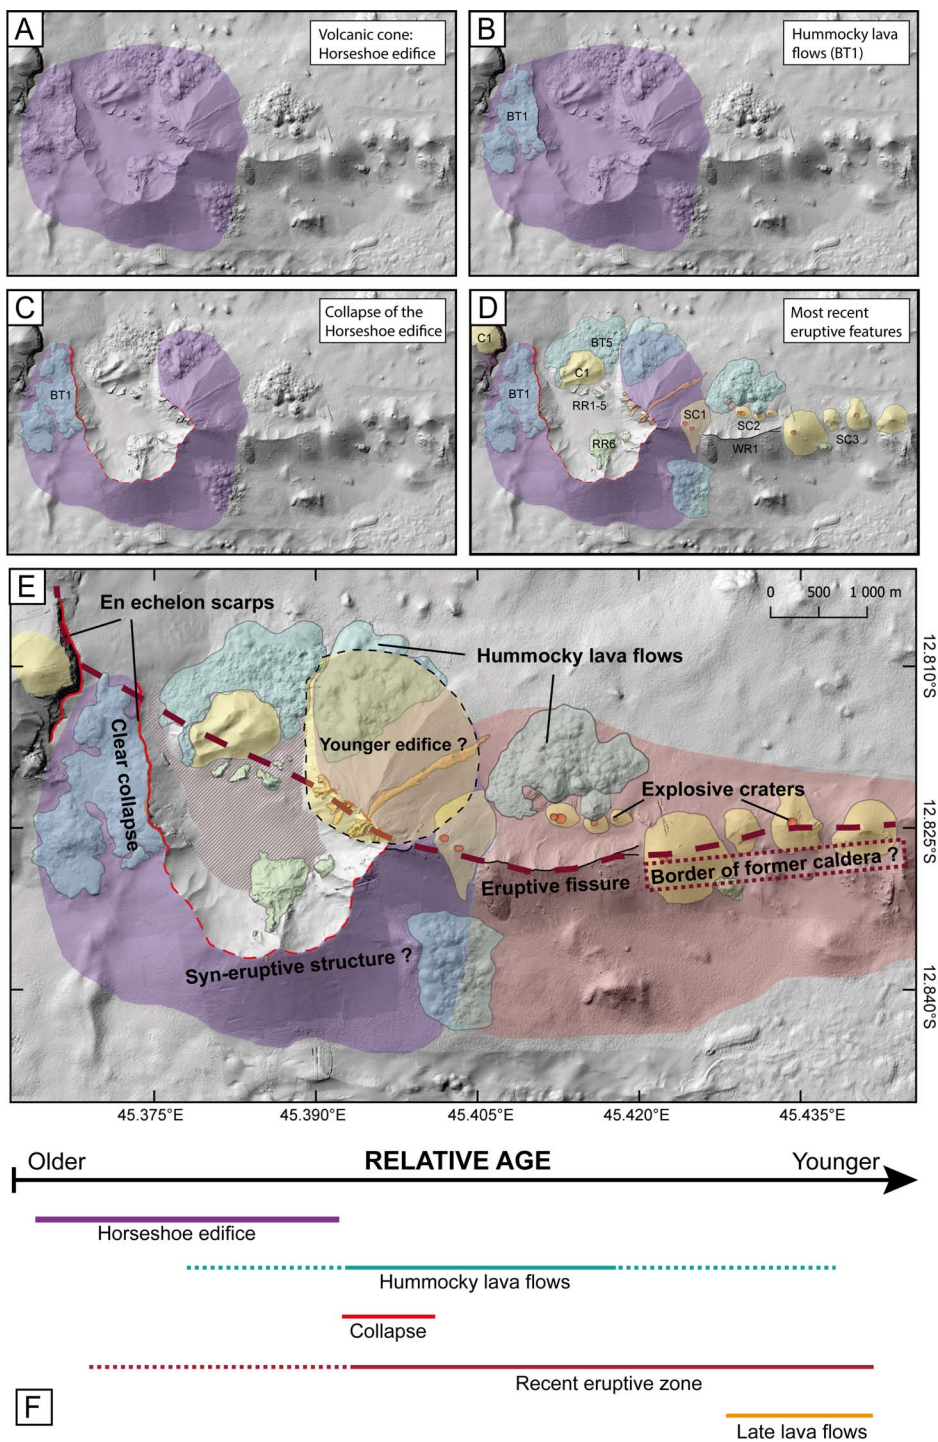 A
Volcanic cone:
Horseshoe edifice
B
Hummocky lava
flows (BT1)
BT1
C
Collapse of the
Horseshoe edifice
BT1
C1
D
Most recent
eruptive features
C1
BT5
C1
BT1
RR1-5
SC1
SC2
RR6
WR1
SC3
E
En echelon scarps
0 500 1 000 m
Hummocky lava flows
12.810°S
Clear collapse
Younger edifice ?
Explosive craters
12.825°S
Border of former caldera ?
Eruptive fissure
Syn-eruptive structure ?
12.840°S
45.375°E 45.390°E 45.405°E 45.420°E 45.435°E
Older RELATIVE AGE Younger
Horseshoe edifice
Hummocky lava flows
Collapse
Recent eruptive zone
F
Late lava flows